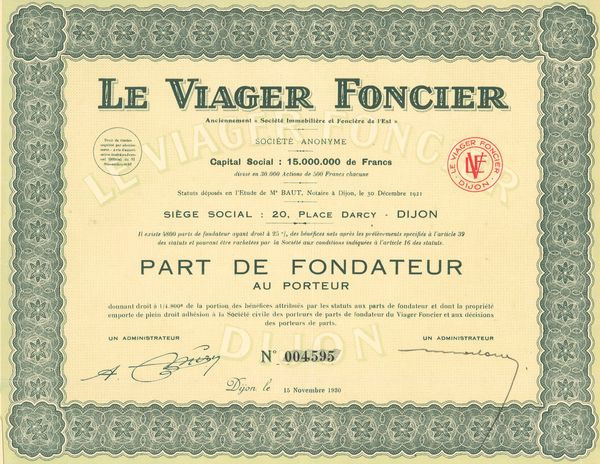 LE VIAGER FONCIER
Anciennement « Société Immobilière et Foncière de l'Est »
SOCIÉTÉ ANONYME
Capital Social : 15.000.000 de Francs
divisé en 30.000 Actions de 500 Francs chacune
LE VIAGER FONCIER
VF
DIJON
Statuts déposés en l'Etude de Me BAUT, Notaire à Dijon, le 30 Décembre 1921
SIÈGE SOCIAL : 20, PLACE DARCY - DIJON
Il existe 4800 parts de fondateur ayant droit à 25 %, des bénéfices nets après les prélèvements spécifiés à l'article 39
des statuts et pouvant être rachetées par la Société aux conditions indiquées à l'article 16 des statuts.
PART DE FONDATEUR
AU PORTEUR
donnant droit à 1/4.800e de la portion des bénéfices attribués par les statuts aux parts de fondateur et dont la propriété
emporte de plein droit adhésion à la Société civile des porteurs de parts de fondateur du Viager Foncier et aux décisions
des porteurs de parts.
UN ADMINISTRATEUR
UN ADMINISTRATEUR
N° 004595
Dijon, le 15 Novembre 1930
LE VIAGER FONCIER
DIJON